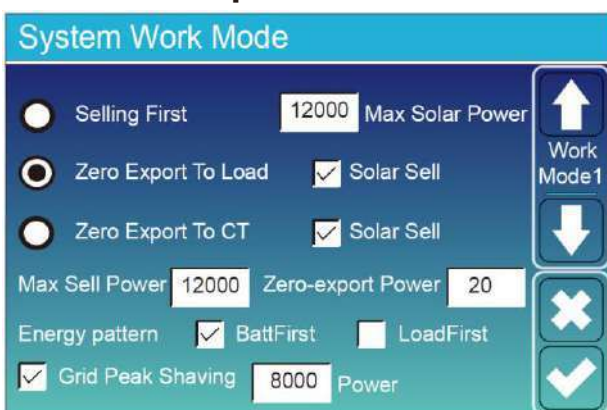 System Work Mode
Selling First 12000 Max Solar Power
Zero Export To Load Solar Sell
Work
Mode1
Zero Export To CT Solar Sell
Max Sell Power 12000 Zero-export Power 20
Energy pattern BattFirst LoadFirst
Grid Peak Shaving 8000 Power